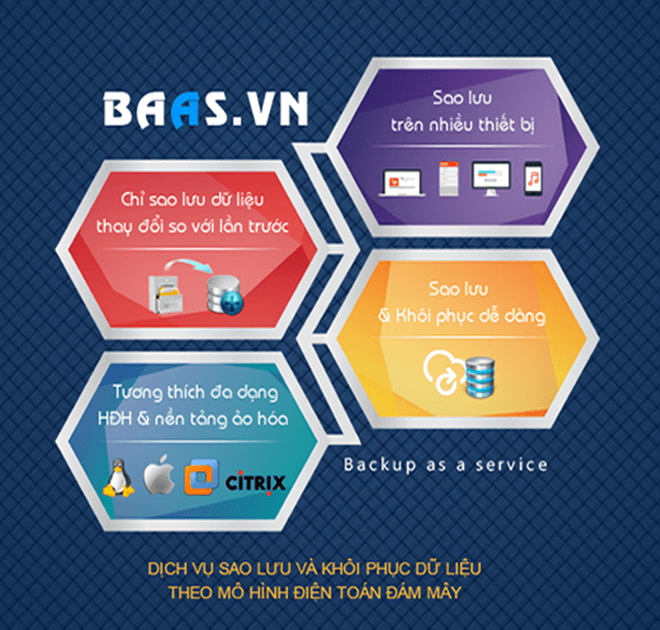 BAAS.VN
Sao lưu
trên nhiều thiết bị
Chỉ sao lưu dữ liệu
thay đổi so với lần trước
Sao lưu
& Khôi phục dễ dàng
Tương thích đa dạng
HĐH & nền tảng ảo hóa
CİTRIX
Backup as a service
DỊCH VỤ SAO LƯU VÀ KHÔI PHỤC DỮ LIỆU
THEO MÔ HÌNH ĐIỆN TOÁN ĐÁM MÂY